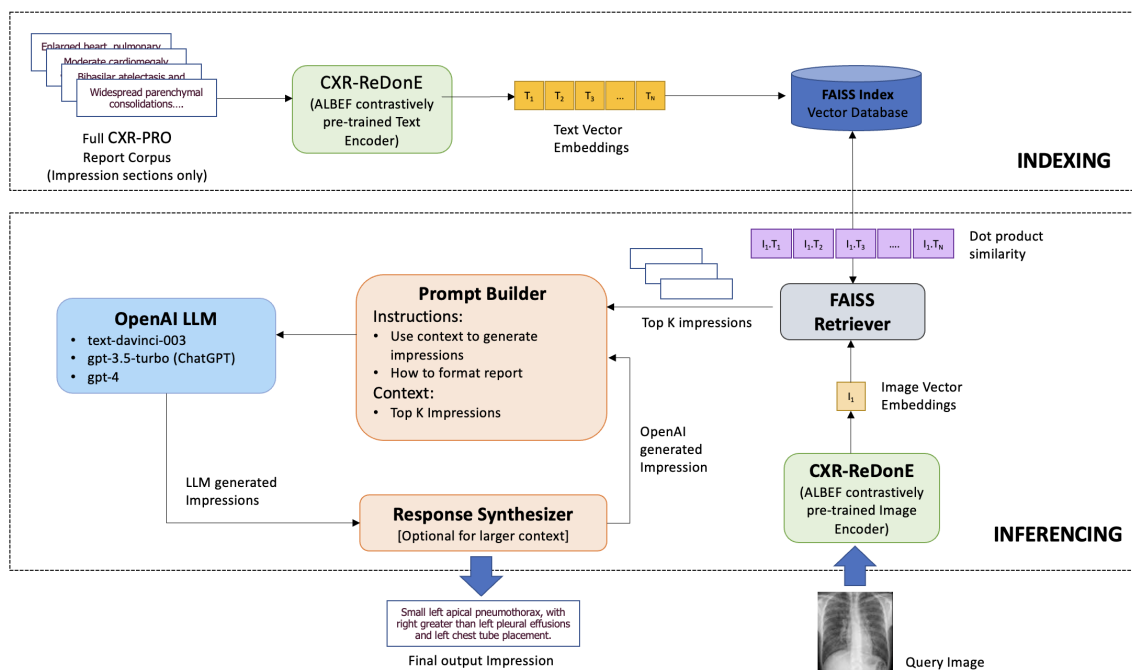 Enlarged heart, pulmonary
Moderate cardiomegaly
Bibasilar atelectasis and
Widespread parenchymal
consolidations....
Full CXR-PRO
Report Corpus
(Impression sections only)
CXR-ReDonE
(ALBEF contrastively
pre-trained Text
Encoder)
T1
T2
T3
...
TN
Text Vector
Embeddings
FAISS Index
Vector Database
INDEXING
I1.T1
I1.T2
I1.T3
....
I1.TN
Dot product
similarity
FAISS
Retriever
Top K impressions
Prompt Builder
Instructions:
• Use context to generate
impressions
• How to format report
Context:
• Top K Impressions
OpenAI LLM
• text-davinci-003
• gpt-3.5-turbo (ChatGPT)
• gpt-4
I1
Image Vector
Embeddings
OpenAI
generated
Impression
LLM generated
Impressions
CXR-ReDonE
(ALBEF contrastively
pre-trained Image
Encoder)
Response Synthesizer
[Optional for larger context]
INFERENCING
Small left apical pneumothorax, with
right greater than left pleural effusions
and left chest tube placement.
Final output Impression
Query Image